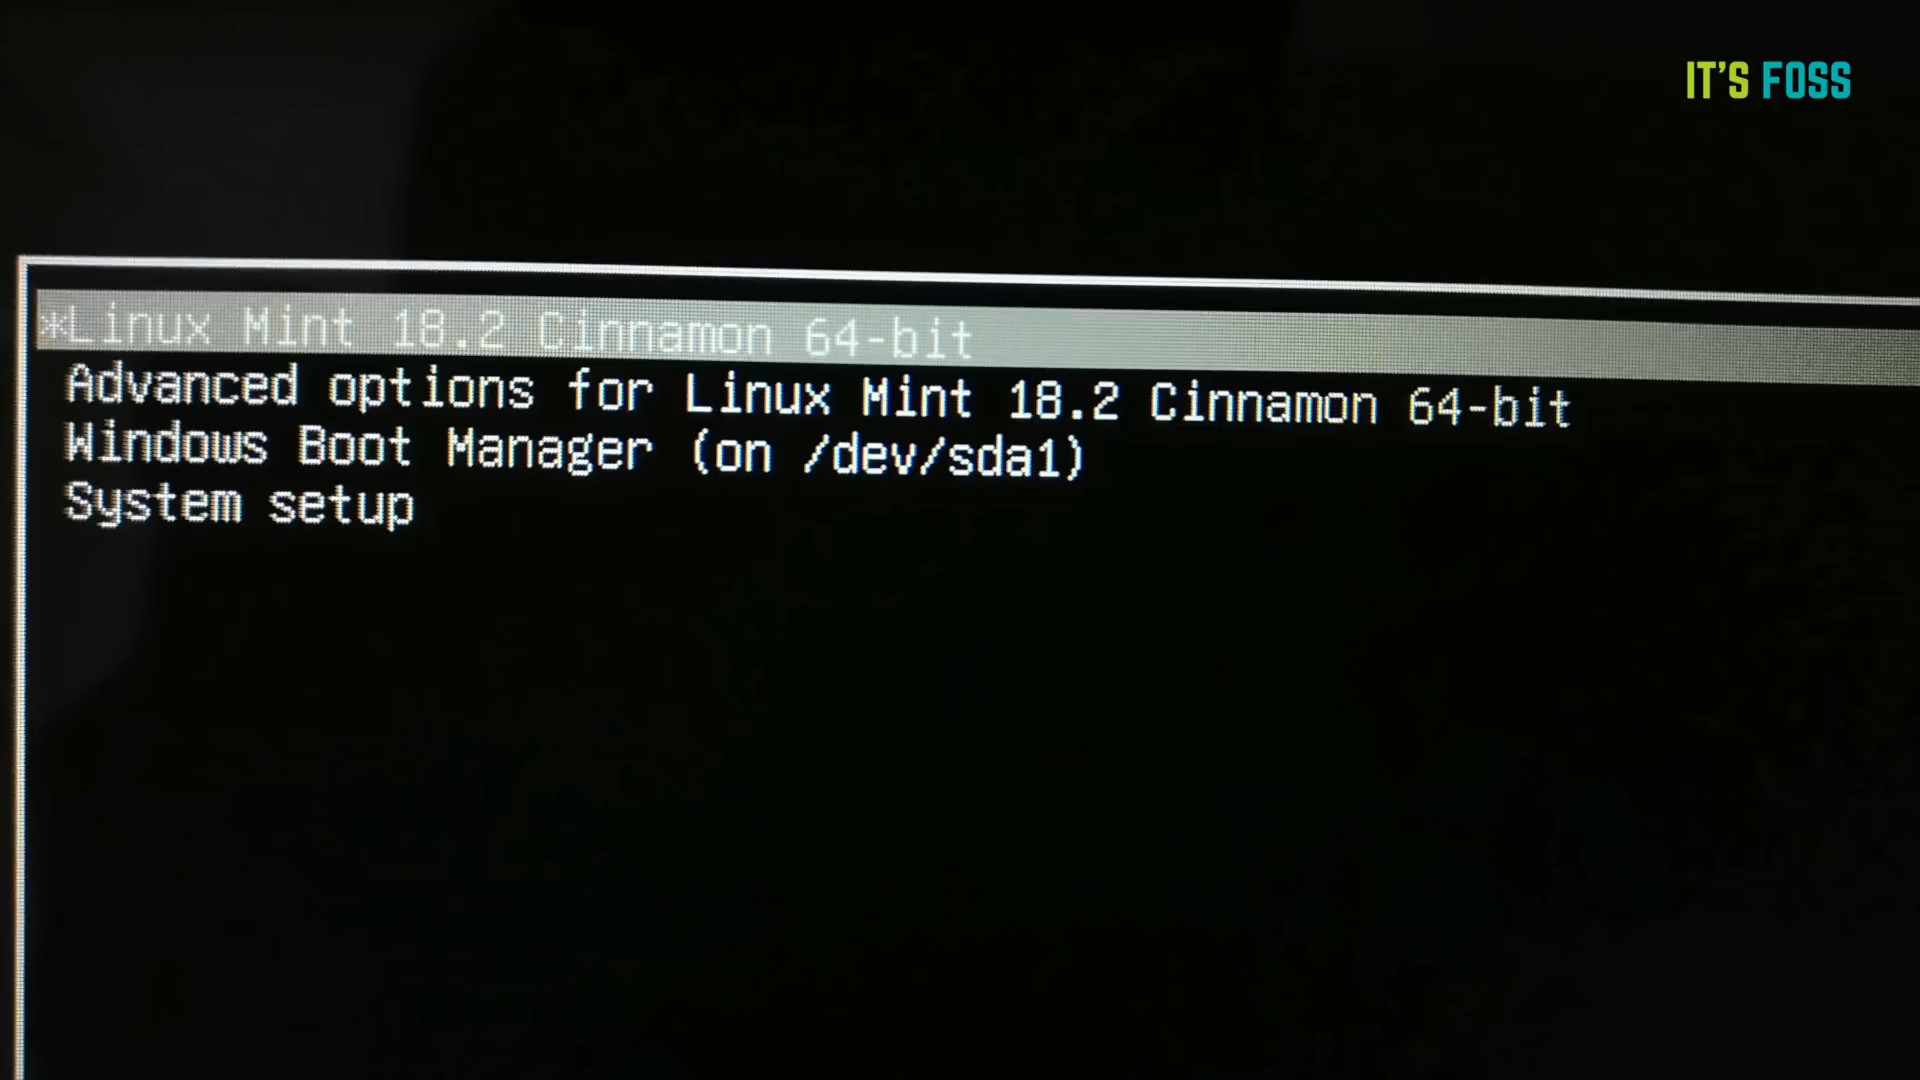 IT'S FOSS
*Linux Mint 18.2 Cinnamon 64-bit
Advanced options for Linux Mint 18.2 Cinnamon 64-bit
Windows Boot Manager (on /dev/sda1)
System setup